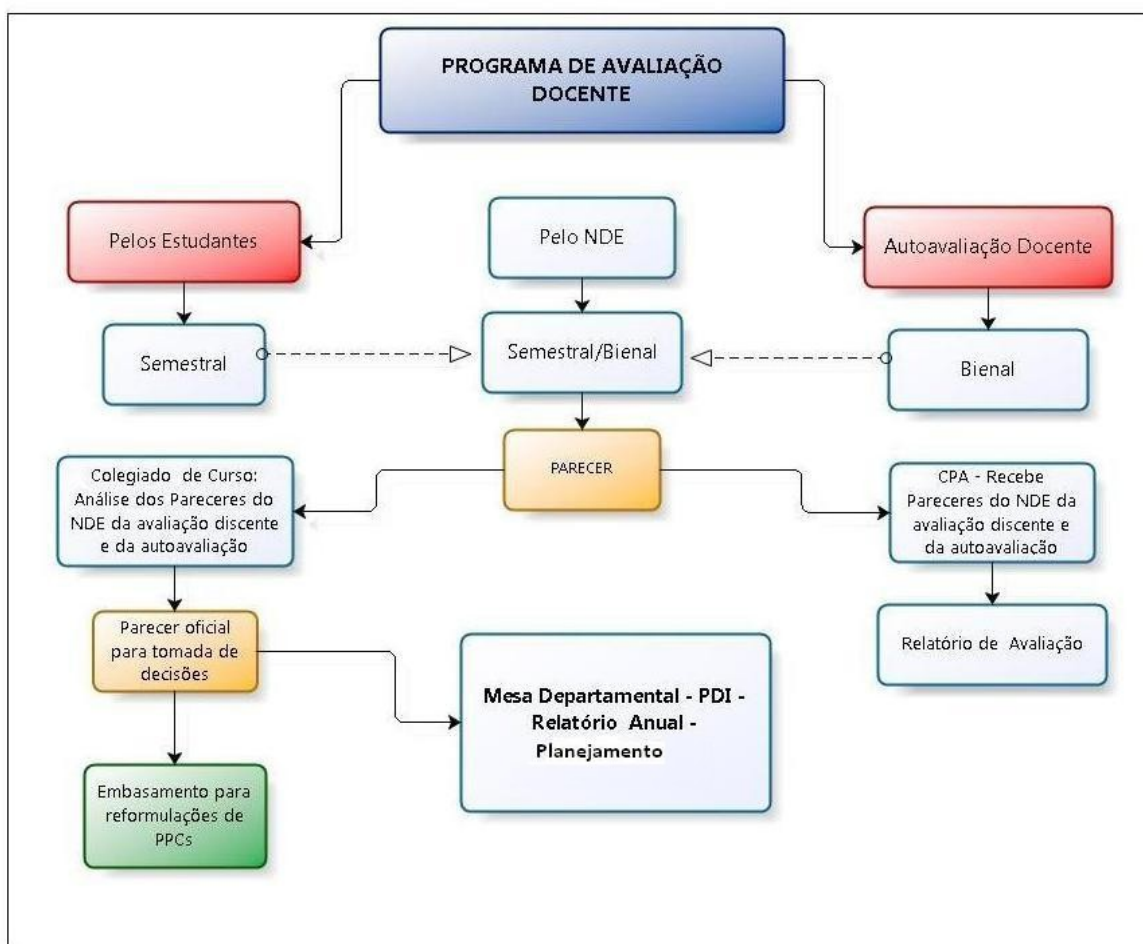 PROGRAMA DE AVALIAÇÃO
DOCENTE
Pelos Estudantes
Pelo NDE
Autoavaliação Docente
Semestral
Semestral/Bienal
Bienal
PARECER
Colegiado de Curso:
Análise dos Pareceres do
NDE da avaliação discente
e da autoavaliação
CPA - Recebe
Pareceres do NDE da
avaliação discente e
da autoavaliação
Parecer oficial
para tomada de
decisões
Relatório de Avaliação
Mesa Departamental - PDI -
Relatório Anual -
Planejamento
Embasamento para
reformulações de
PPCs